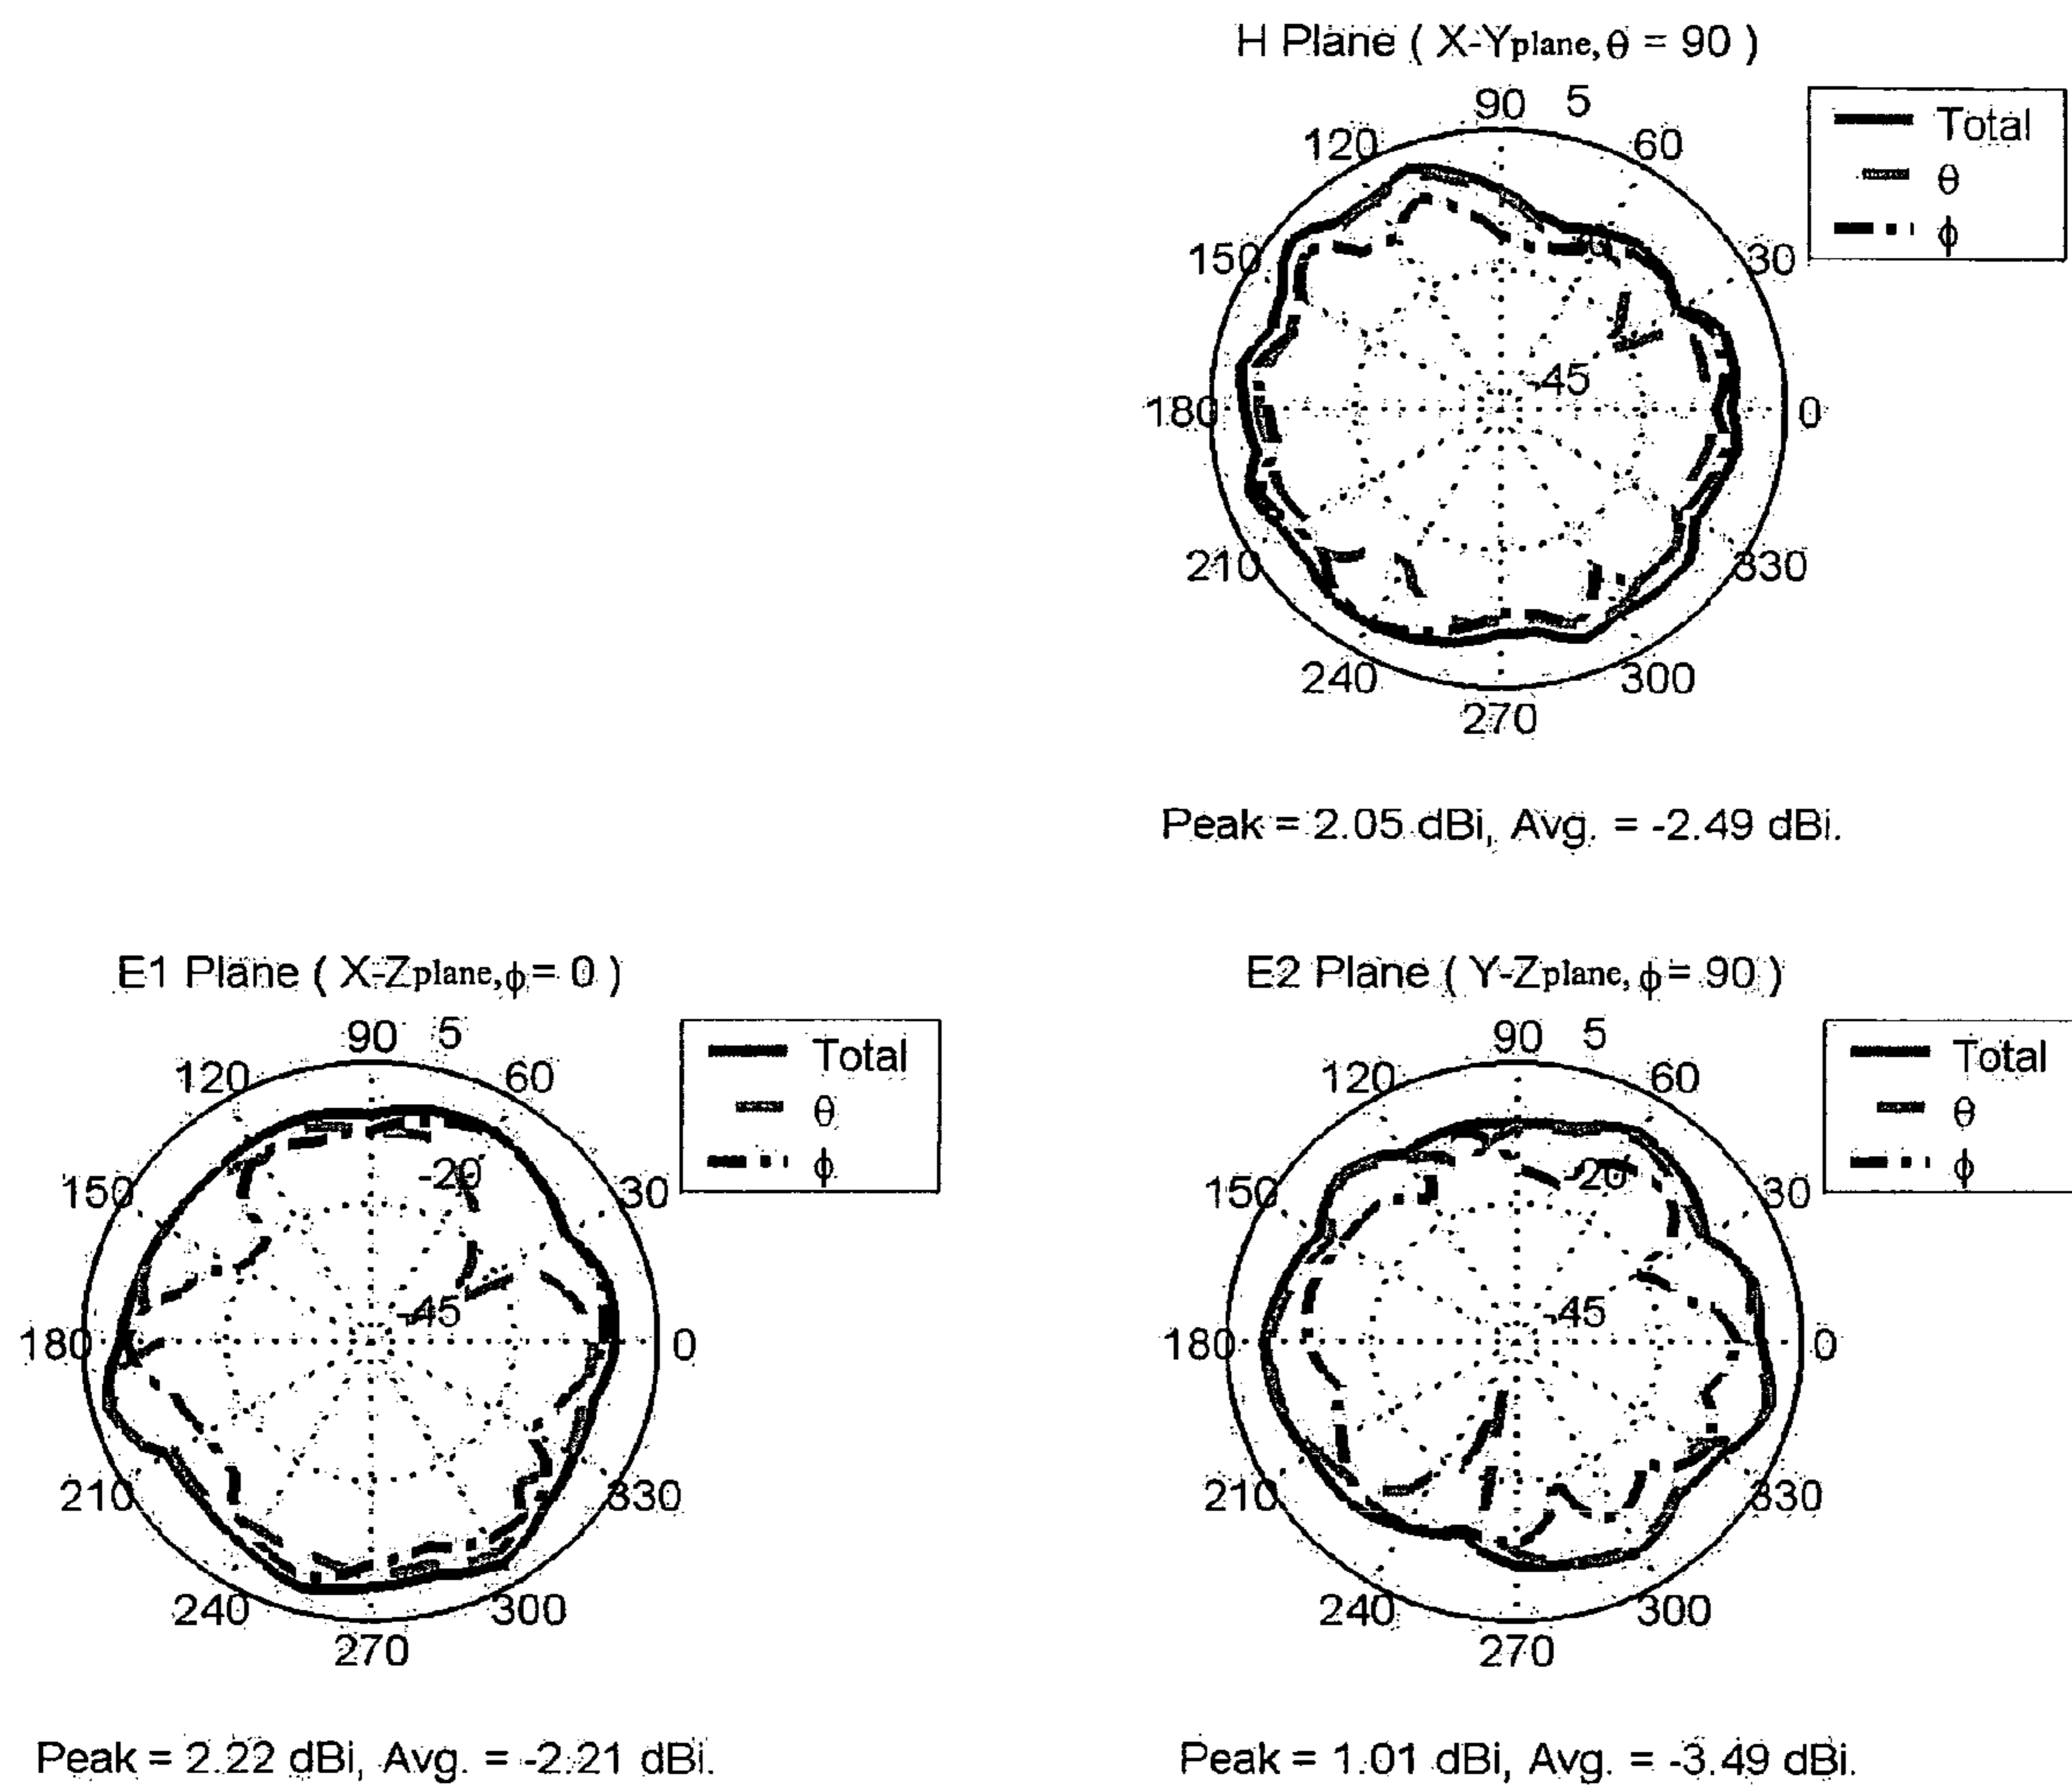 H Plane ( X-Yplane, θ = 90 )
90 5
120 60
150 30
-45
180 0
210 330
240 300
270
Total
θ
ϕ
Peak = 2.05 dBi, Avg. = -2.49 dBi.
E1 Plane ( X-Zplane, ϕ = 0 )
90 5
120 60
-20
150 30
-45
180 0
210 330
240 300
270
Total
θ
ϕ
Peak = 2.22 dBi, Avg. = -2.21 dBi.
E2 Plane ( Y-Zplane, ϕ = 90 )
90 5
120 60
-20
150 30
-45
180 0
210 330
240 300
270
Total
θ
ϕ
Peak = 1.01 dBi, Avg. = -3.49 dBi.